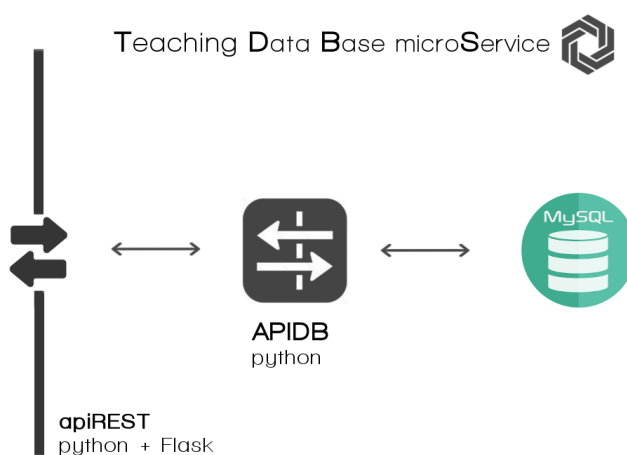 Teaching Data Base microService
MySQL
APIDB
python
apiREST
python + Flask